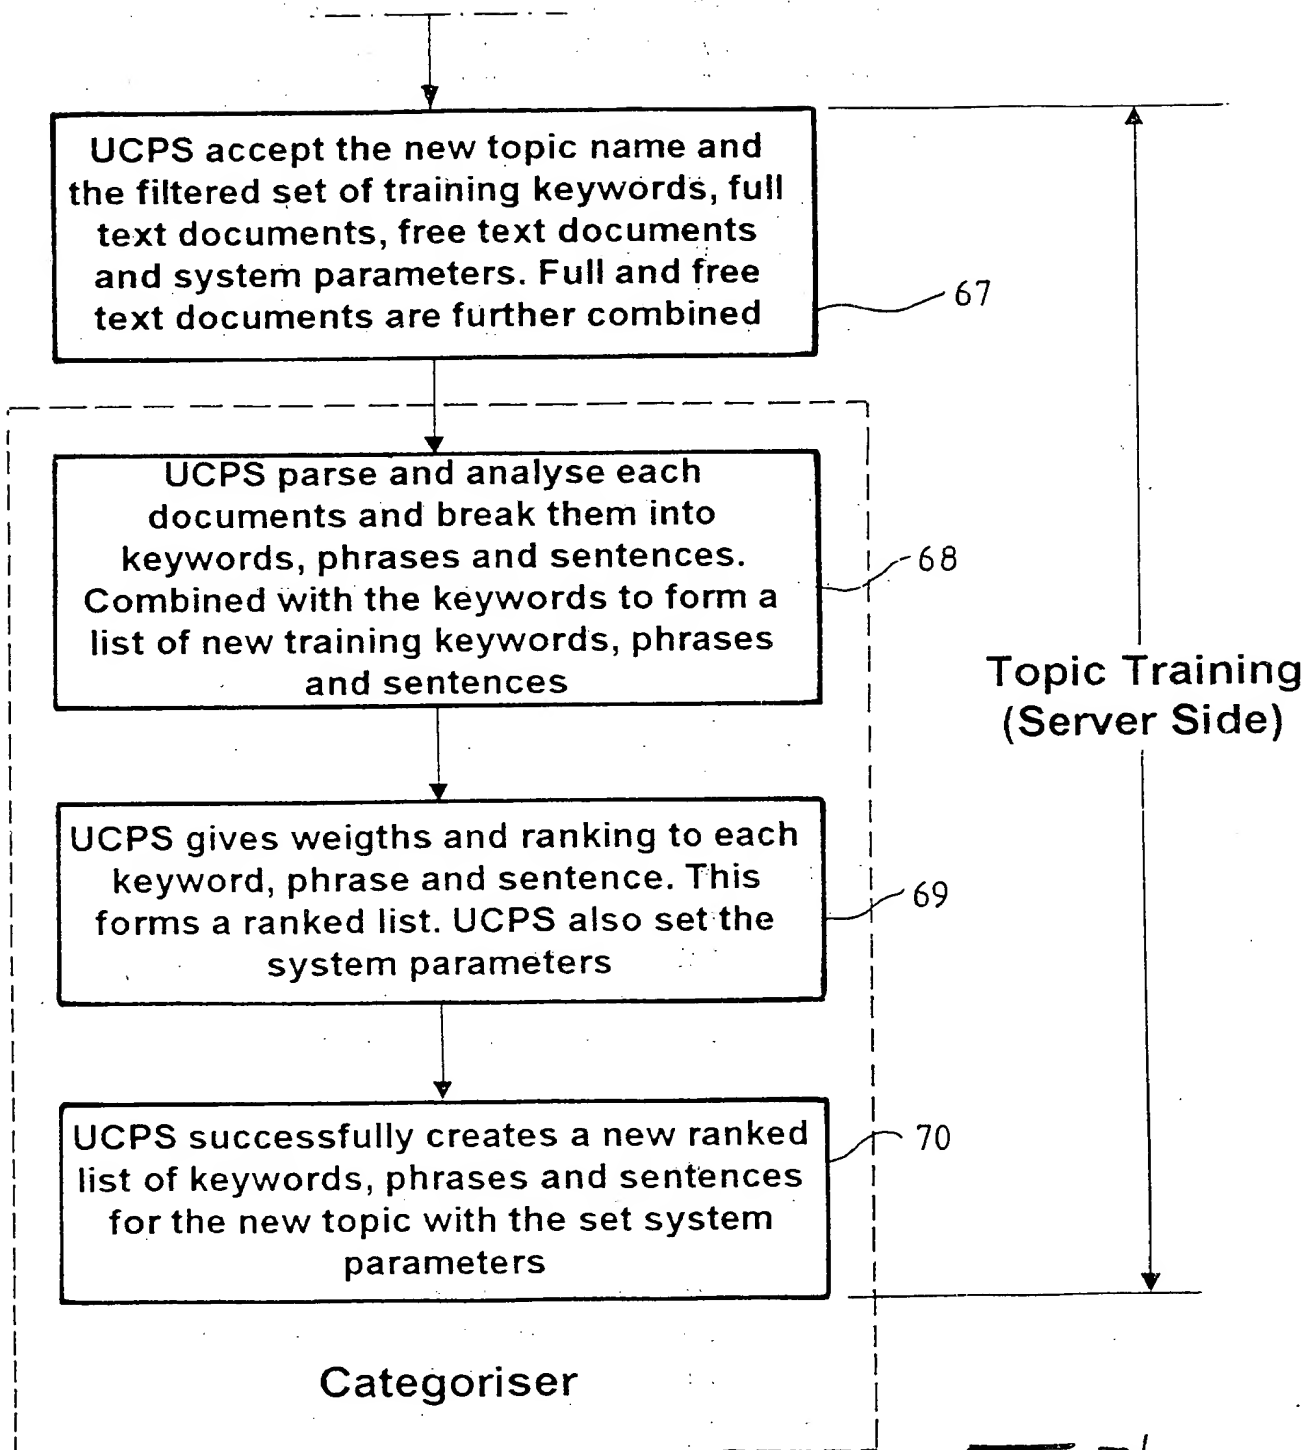 UCPS accept the new topic name and
the filtered set of training keywords, full
text documents, free text documents
and system parameters. Full and free
text documents are further combined
67
UCPS parse and analyse each
documents and break them into
keywords, phrases and sentences.
Combined with the keywords to form a
list of new training keywords, phrases
and sentences
68
Topic Training
(Server Side)
UCPS gives weigths and ranking to each
keyword, phrase and sentence. This
forms a ranked list. UCPS also set the
system parameters
69
UCPS successfully creates a new ranked
list of keywords, phrases and sentences
for the new topic with the set system
parameters
70
Categoriser